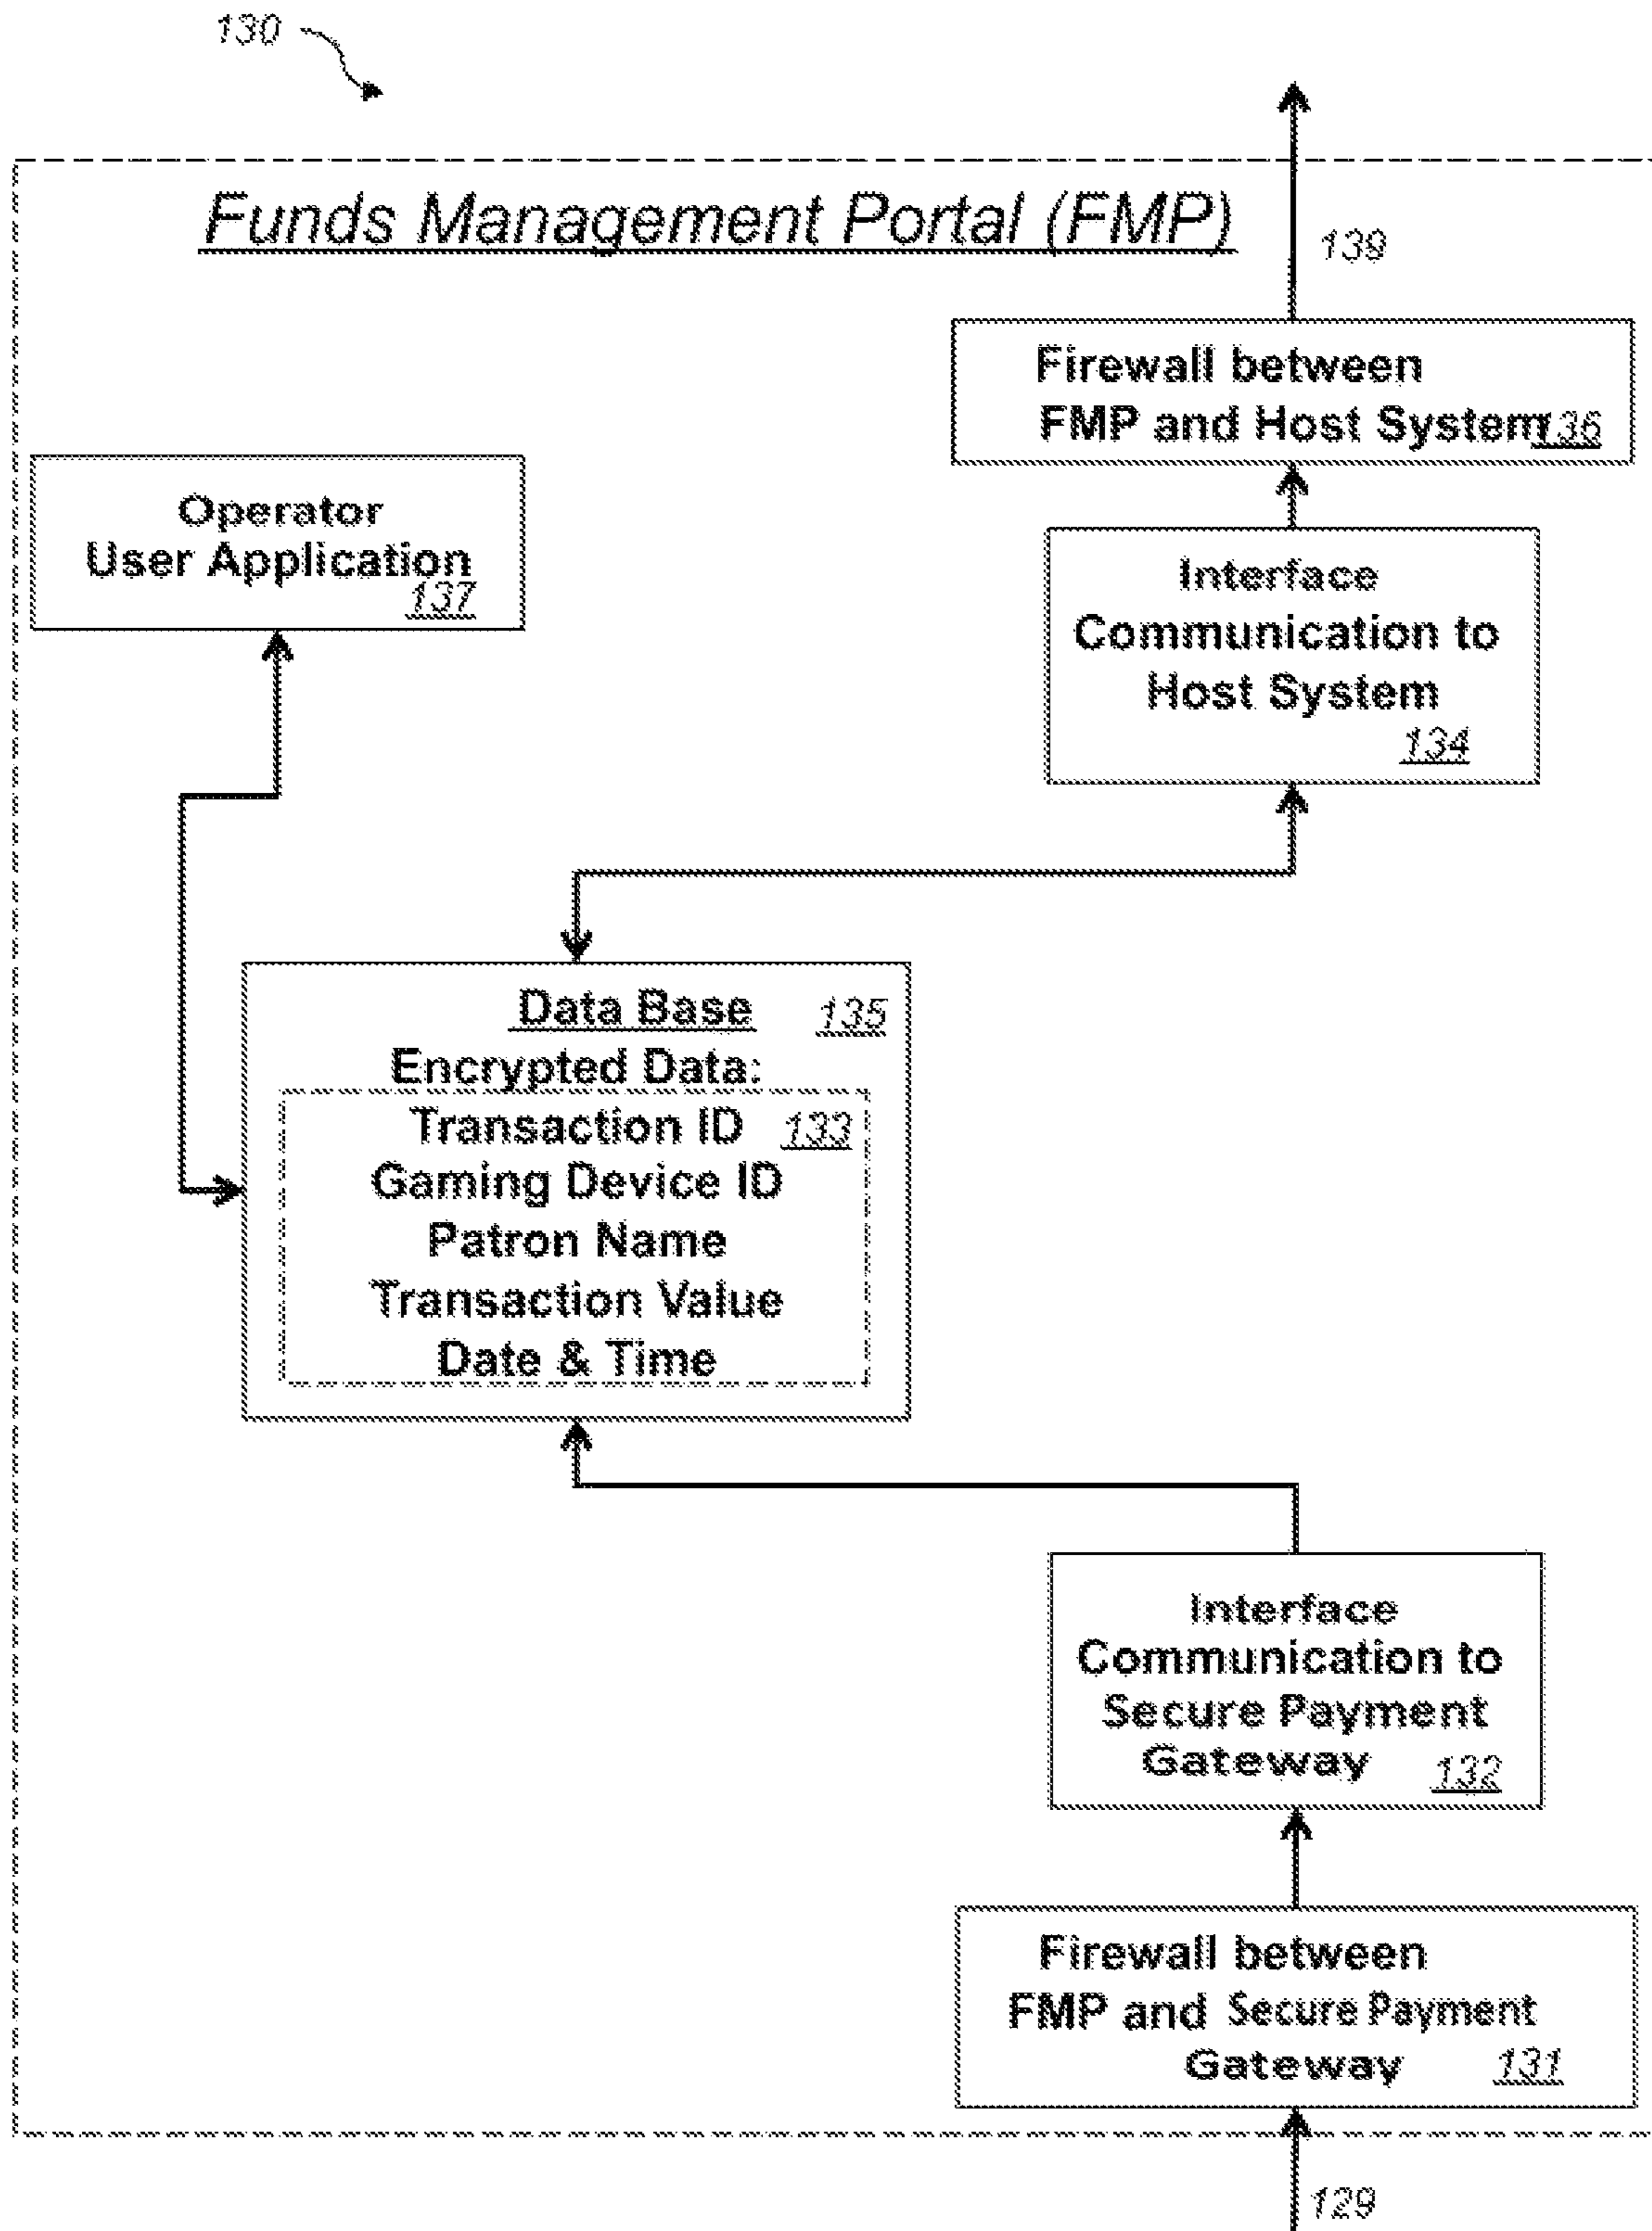 130
Funds Management Portal (FMP)
139
Firewall between
FMP and Host System 136
Operator
User Application
137
Interface
Communication to
Host System
134
Data Base 135
Encrypted Data:
Transaction ID 133
Gaming Device ID
Patron Name
Transaction Value
Date & Time
Interface
Communication to
Secure Payment
Gateway 132
Firewall between
FMP and Secure Payment
Gateway 131
129